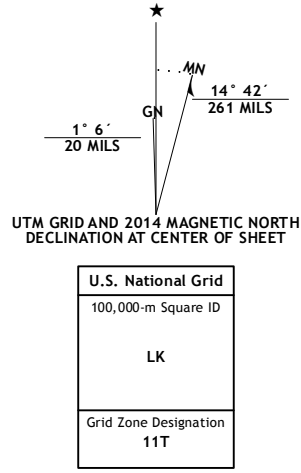 ★
MN
GN
14° 42´
261 MILS
1° 6´
20 MILS
UTM GRID AND 2014 MAGNETIC NORTH
DECLINATION AT CENTER OF SHEET
U.S. National Grid
100,000-m Square ID
LK
Grid Zone Designation
11T